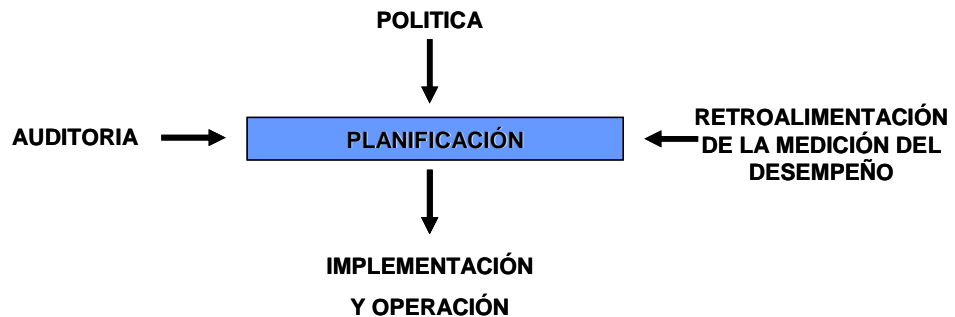 POLITICA
AUDITORIA
PLANIFICACIÓN
RETROALIMENTACIÓN
DE LA MEDICIÓN DEL
DESEMPEÑO
IMPLEMENTACIÓN
Y OPERACIÓN